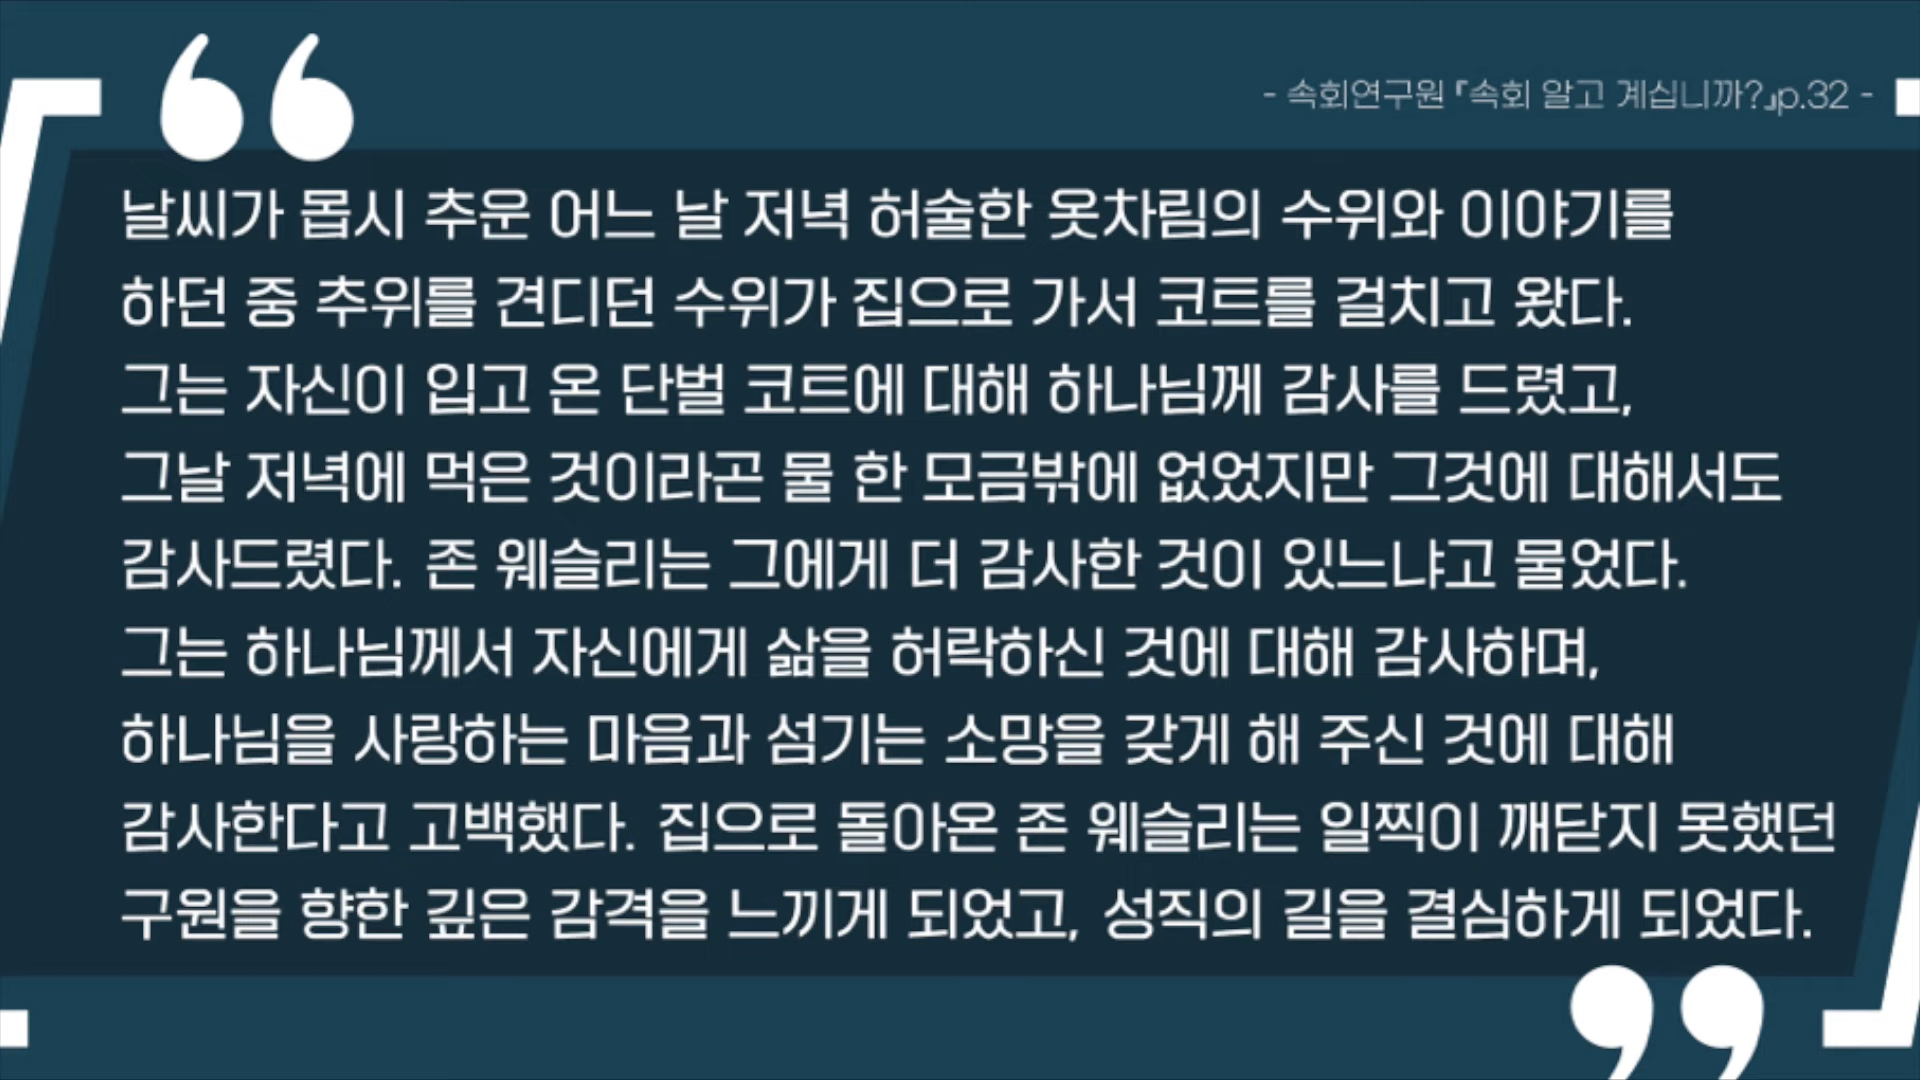 - 속회연구원 『속회 알고 계십니까?』p.32 -
날씨가 몹시 추운 어느 날 저녁 허술한 옷차림의 수위와 이야기를
하던 중 추위를 견디던 수위가 집으로 가서 코트를 걸치고 왔다.
그는 자신이 입고 온 단벌 코트에 대해 하나님께 감사를 드렸고,
그날 저녁에 먹은 것이라곤 물 한 모금밖에 없었지만 그것에 대해서도
감사드렸다. 존 웨슬리는 그에게 더 감사한 것이 있느냐고 물었다.
그는 하나님께서 자신에게 삶을 허락하신 것에 대해 감사하며,
하나님을 사랑하는 마음과 섬기는 소망을 갖게 해 주신 것에 대해
감사한다고 고백했다. 집으로 돌아온 존 웨슬리는 일찍이 깨닫지 못했던
구원을 향한 깊은 감격을 느끼게 되었고, 성직의 길을 결심하게 되었다.